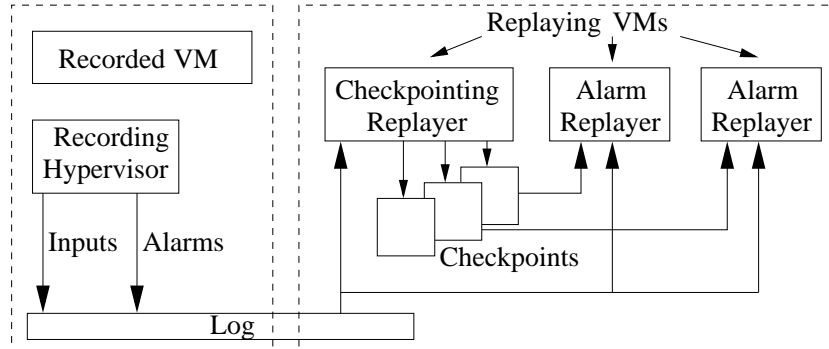 Recorded VM
Recording
Hypervisor
Inputs
Alarms
Log
Replaying VMs
Checkpointing
Replayer
Alarm
Replayer
Alarm
Replayer
Checkpoints